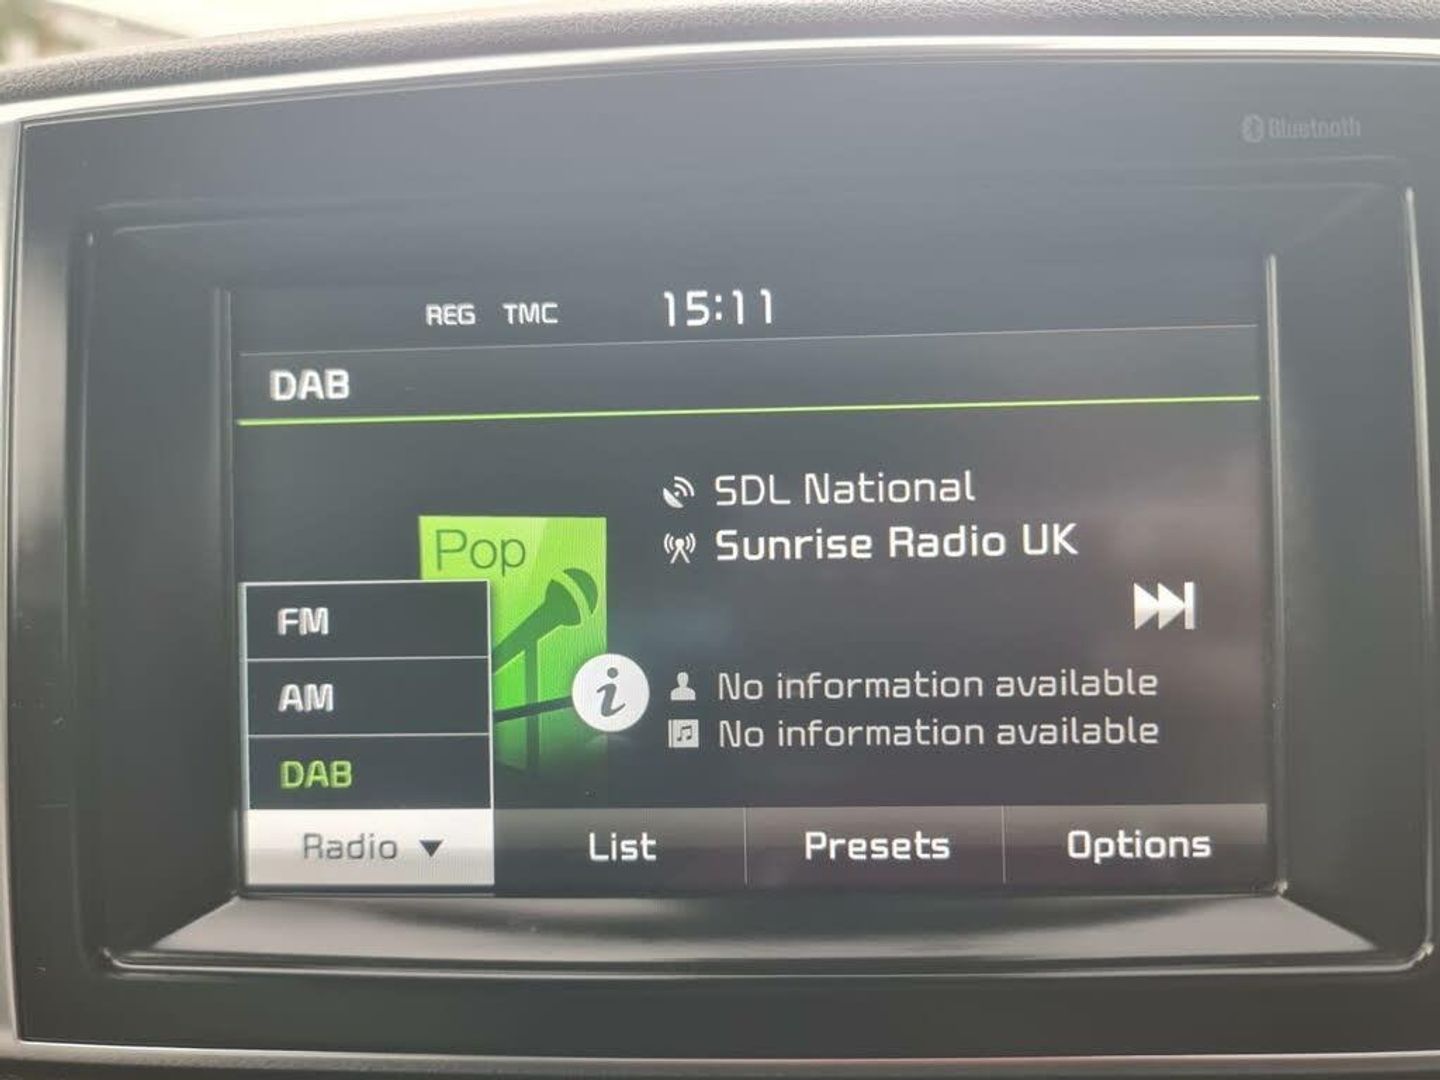 Bluetooth
REG TMC 15:11
DAB
SDL National
Sunrise Radio UK
Pop
FM
AM
DAB
i
No information available
No information available
Radio ▼
List
Presets
Options